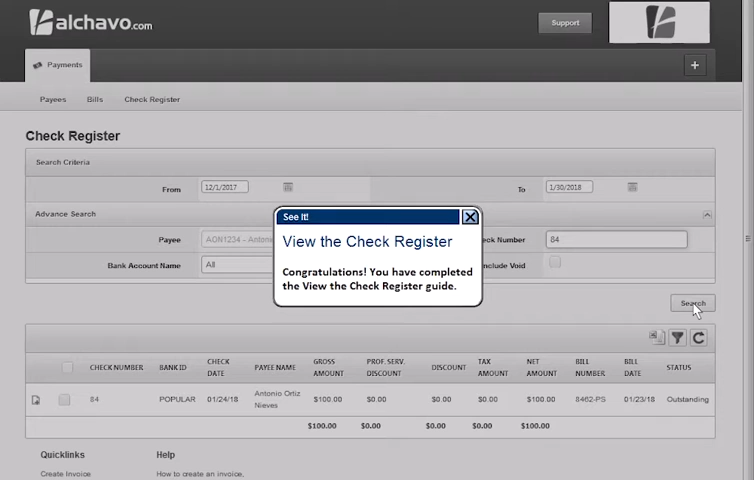 alchavo.com
Support
Payments
+
Payees Bills Check Register
Check Register
Search Criteria
From 12/1/2017 To 1/30/2018
Advance Search
Payee AON1234 - Antonio Check Number 84
Bank Account Name All Include Void
See It!
View the Check Register
Congratulations! You have completed
the View the Check Register guide.
Search
CHECK NUMBER BANK ID CHECK DATE PAYEE NAME GROSS AMOUNT PROF. SERV. DISCOUNT DISCOUNT TAX AMOUNT NET AMOUNT BILL NUMBER BILL DATE STATUS
84 POPULAR 01/24/18 Antonio Ortiz Nieves $100.00 $0.00 $0.00 $0.00 $100.00 8462-PS 01/23/18 Outstanding
$100.00 $0.00 $0.00 $0.00 $100.00
Quicklinks Help
Create Invoice How to create an invoice,